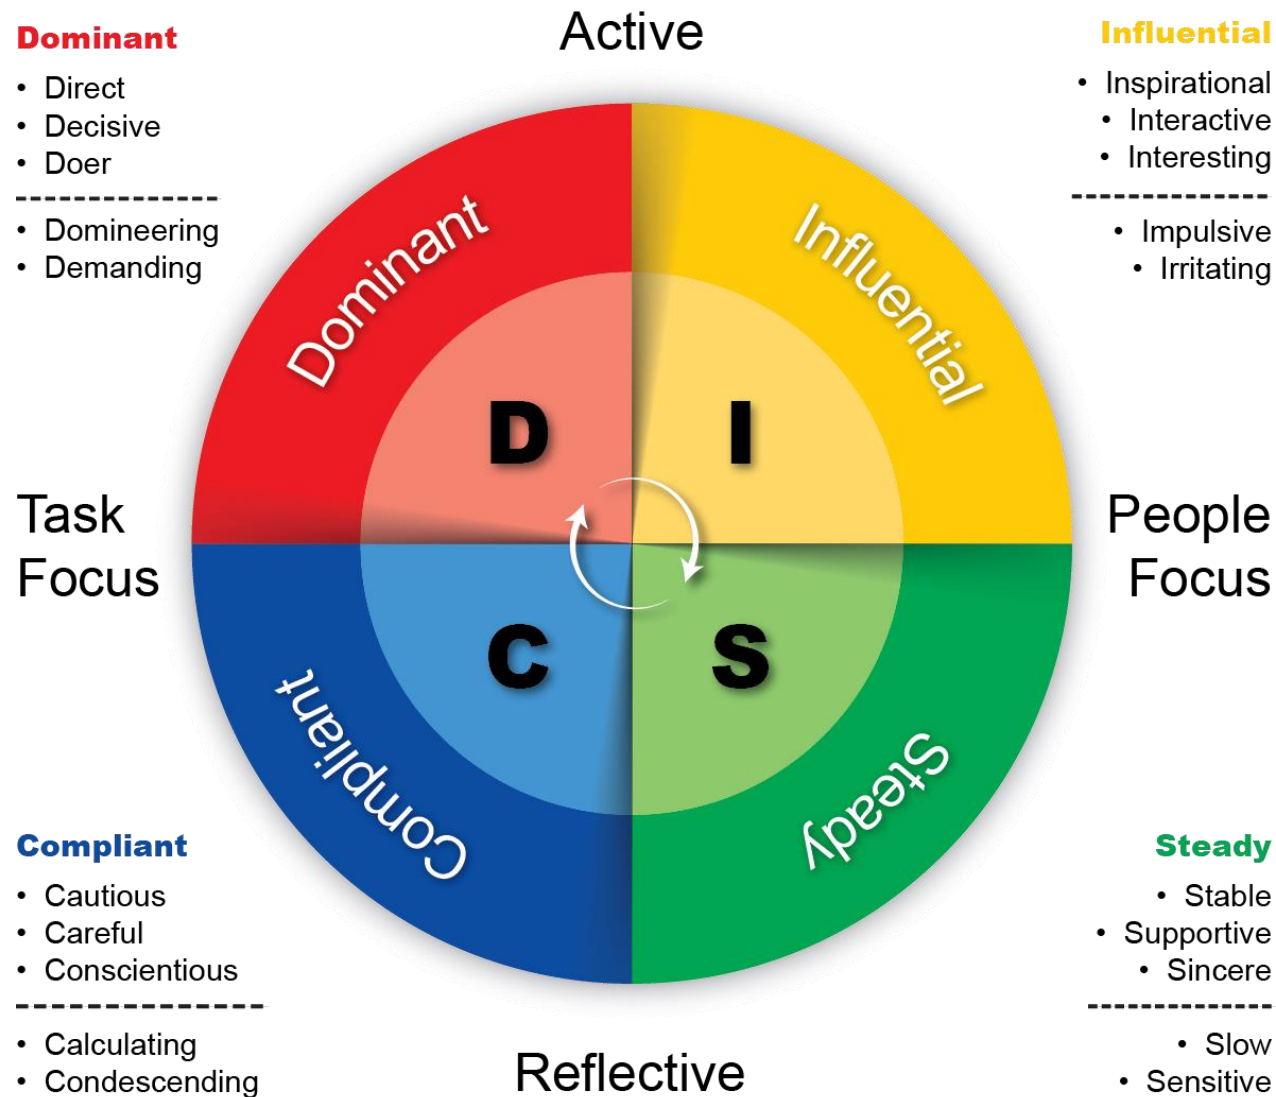 Active
Dominant
• Direct
• Decisive
• Doer
• Domineering
• Demanding
Influential
• Inspirational
• Interactive
• Interesting
• Impulsive
• Irritating
Dominant
Influential
D
I
Task
Focus
People
Focus
C
S
Compliant
Steady
Compliant
• Cautious
• Careful
• Conscientious
• Calculating
• Condescending
Steady
• Stable
• Supportive
• Sincere
• Slow
• Sensitive
Reflective